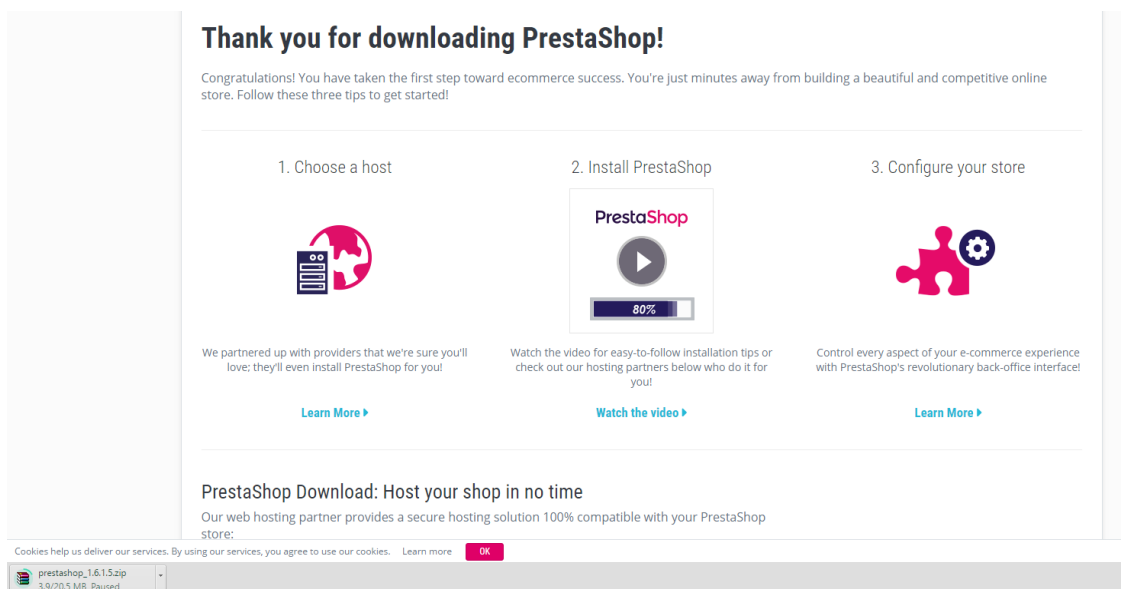 Thank you for downloading PrestaShop!
Congratulations! You have taken the first step toward ecommerce success. You're just minutes away from building a beautiful and competitive online
store. Follow these three tips to get started!
1. Choose a host
2. Install PrestaShop
3. Configure your store
PrestaShop
80%
We partnered up with providers that we're sure you'll
love; they'll even install PrestaShop for you!
Watch the video for easy-to-follow installation tips or
check out our hosting partners below who do it for
you!
Control every aspect of your e-commerce experience
with PrestaShop's revolutionary back-office interface!
Learn More
Watch the video
Learn More
PrestaShop Download: Host your shop in no time
Our web hosting partner provides a secure hosting solution 100% compatible with your PrestaShop
store:
Cookies help us deliver our services. By using our services, you agree to use our cookies. Learn more OK
prestashop_1.6.1.5.zip
3.9/20.5 MB, Paused